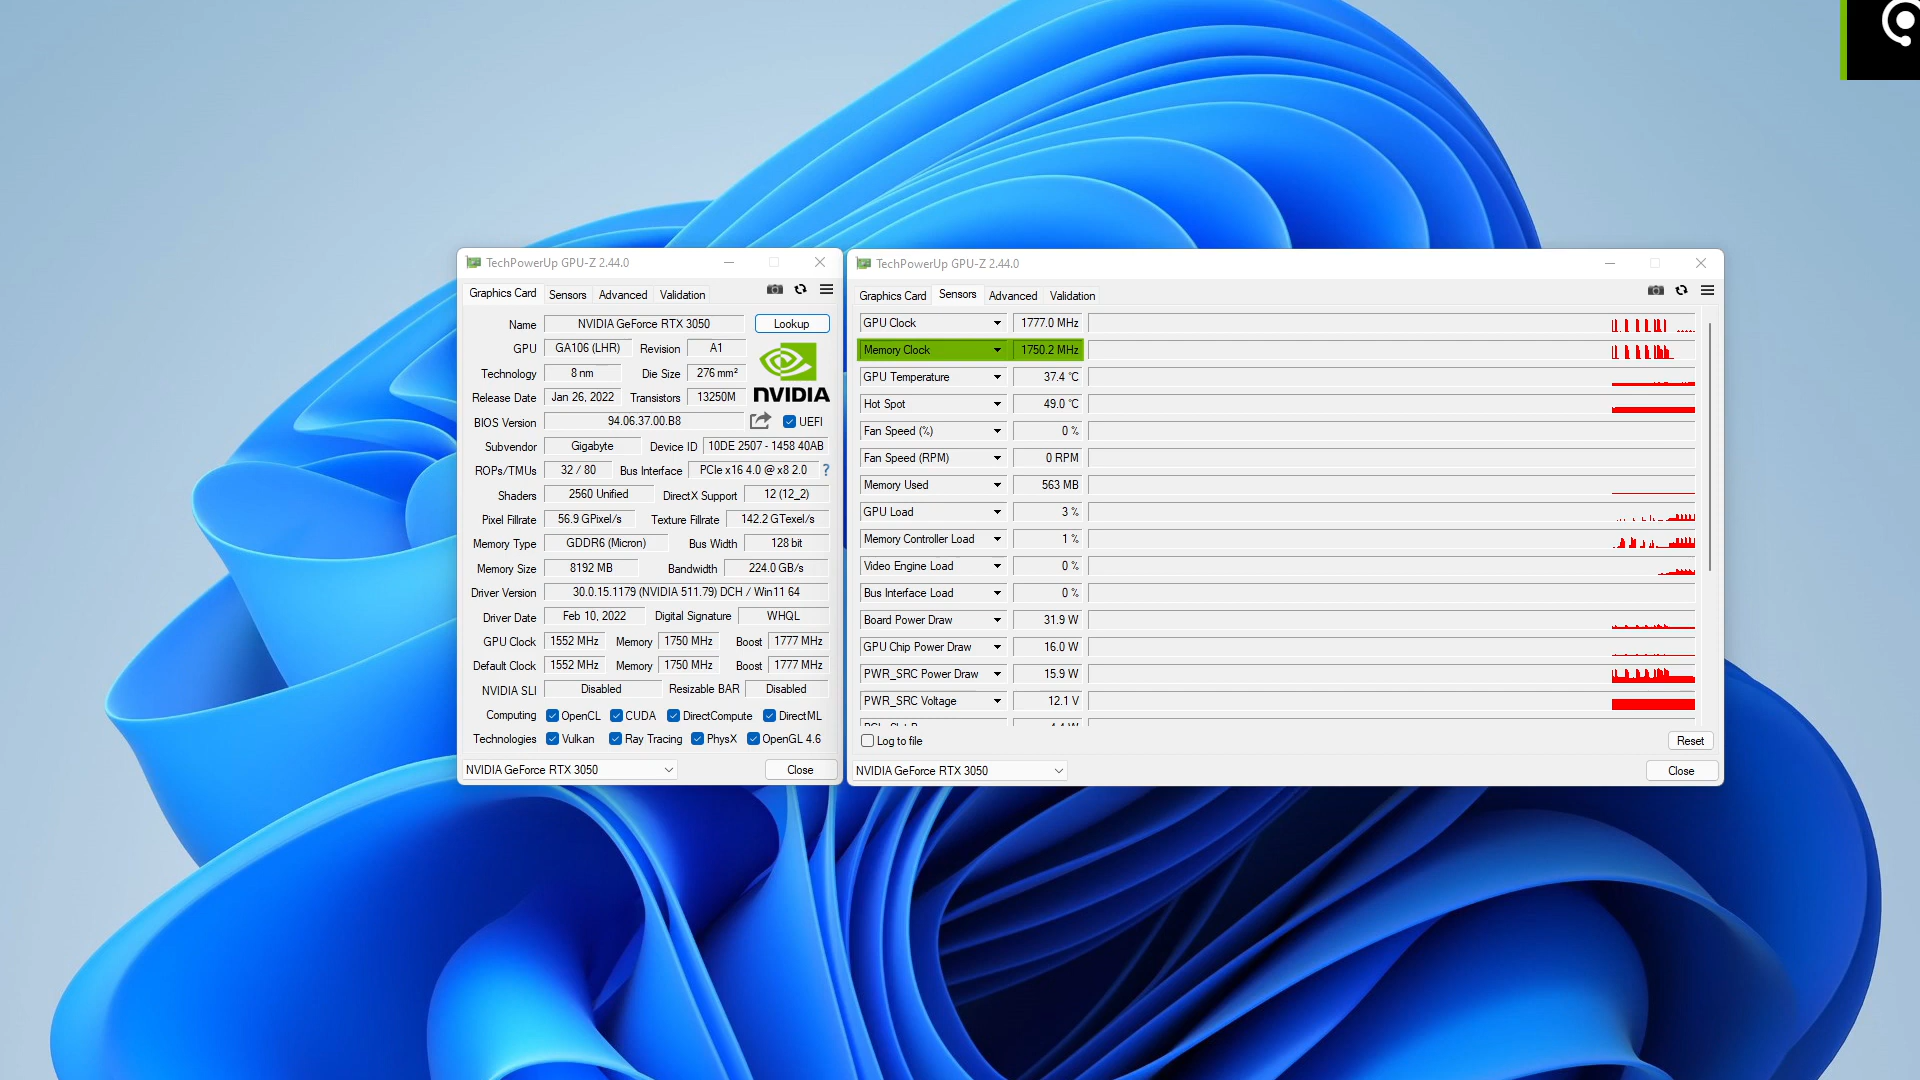 TechPowerUp GPU-Z 2.44.0
Graphics Card Sensors Advanced Validation
Name NVIDIA GeForce RTX 3050 Lookup
GPU GA106 (LHR) Revision A1
Technology 8 nm Die Size 276 mm²
Release Date Jan 26, 2022 Transistors 13250M
NVIDIA
BIOS Version 94.06.37.00.B8 UEFI
Subvendor Gigabyte Device ID 10DE 2507 - 1458 40AB
ROPs/TMUs 32 / 80 Bus Interface PCIe x16 4.0 @ x8 2.0 ?
Shaders 2560 Unified DirectX Support 12 (12_2)
Pixel Fillrate 56.9 GPixel/s Texture Fillrate 142.2 GTexel/s
Memory Type GDDR6 (Micron) Bus Width 128 bit
Memory Size 8192 MB Bandwidth 224.0 GB/s
Driver Version 30.0.15.1179 (NVIDIA 511.79) DCH / Win11 64
Driver Date Feb 10, 2022 Digital Signature WHQL
GPU Clock 1552 MHz Memory 1750 MHz Boost 1777 MHz
Default Clock 1552 MHz Memory 1750 MHz Boost 1777 MHz
NVIDIA SLI Disabled Resizable BAR Disabled
Computing OpenCL CUDA DirectCompute DirectML
Technologies Vulkan Ray Tracing PhysX OpenGL 4.6
NVIDIA GeForce RTX 3050 Close
TechPowerUp GPU-Z 2.44.0
Graphics Card Sensors Advanced Validation
GPU Clock 1777.0 MHz
Memory Clock 1750.2 MHz
GPU Temperature 37.4 °C
Hot Spot 49.0 °C
Fan Speed (%) 0 %
Fan Speed (RPM) 0 RPM
Memory Used 563 MB
GPU Load 3 %
Memory Controller Load 1 %
Video Engine Load 0 %
Bus Interface Load 0 %
Board Power Draw 31.9 W
GPU Chip Power Draw 16.0 W
PWR_SRC Power Draw 15.9 W
PWR_SRC Voltage 12.1 V
Log to file Reset
NVIDIA GeForce RTX 3050 Close